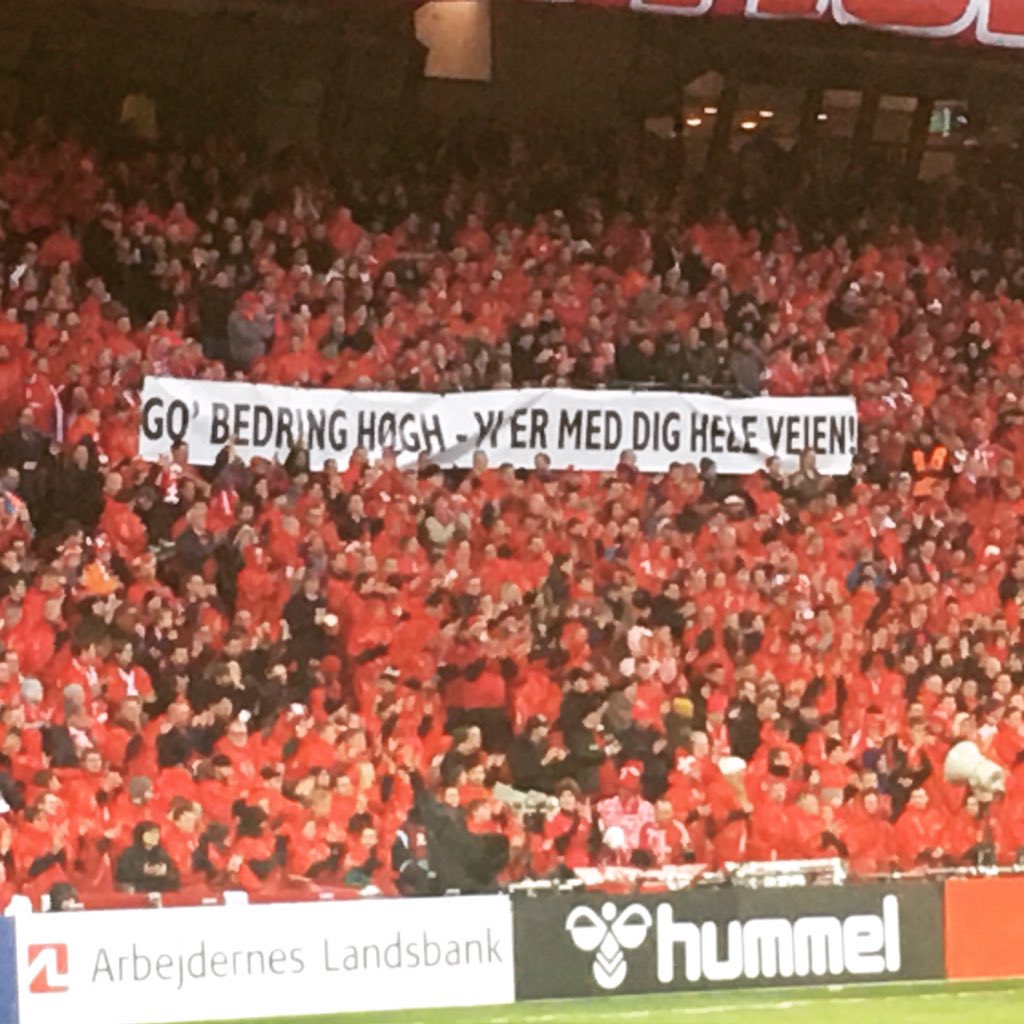 GO' BEDRING HØGH - VI ER MED DIG HELE VEJEN!
Arbejdernes Landsbank
hummel